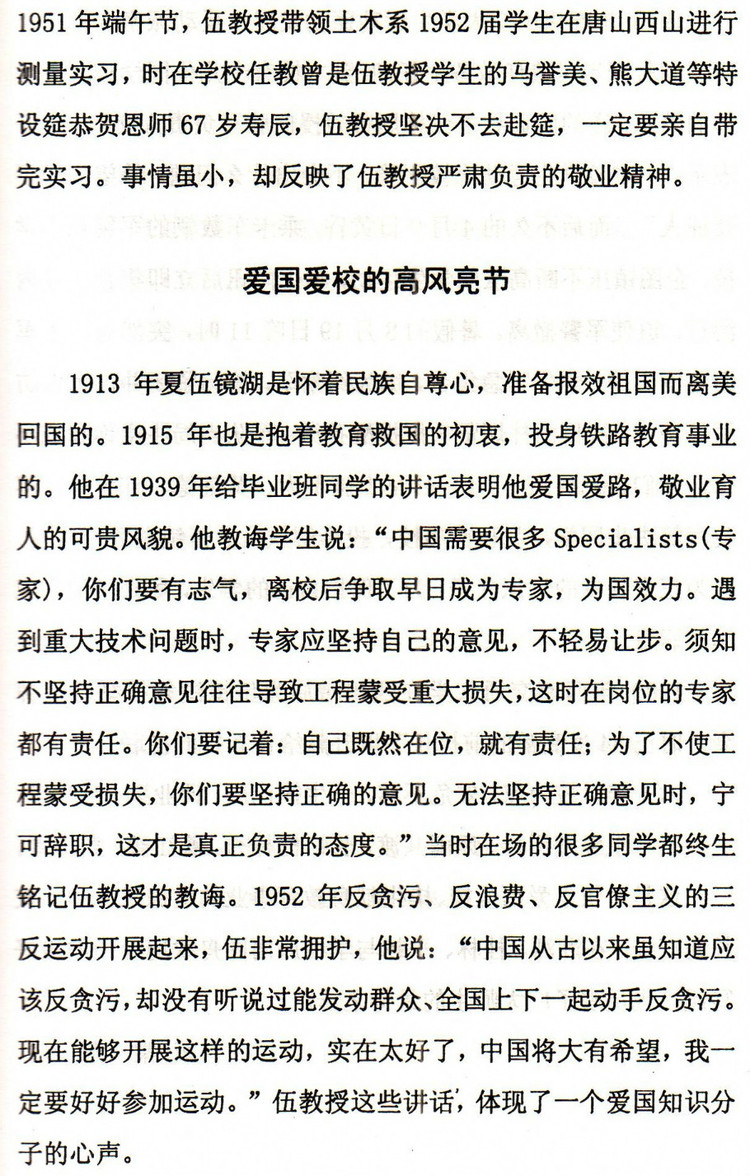 1951 年端午节，伍教授带领土木系 1952 届学生在唐山西山进行
测量实习，时在学校任教曾是伍教授学生的马誉美、熊大道等特
设筵恭贺恩师 67 岁寿辰，伍教授坚决不去赴筵，一定要亲自带
完实习。事情虽小，却反映了伍教授严肃负责的敬业精神。
爱国爱校的高风亮节
1913 年夏伍镜湖是怀着民族自尊心，准备报效祖国而离美
回国的。1915 年也是抱着教育救国的初衷，投身铁路教育事业
的。他在 1939 年给毕业班同学的讲话表明他爱国爱路，敬业育
人的可贵风貌。他教诲学生说：“中国需要很多 Specialists(专
家)，你们要有志气，离校后争取早日成为专家，为国效力。遇
到重大技术问题时，专家应坚持自己的意见，不轻易让步。须知
不坚持正确意见往往导致工程蒙受重大损失，这时在岗位的专家
都有责任。你们要记着：自己既然在位，就有责任；为了不使工
程蒙受损失，你们要坚持正确的意见。无法坚持正确意见时，宁
可辞职，这才是真正负责的态度。”当时在场的很多同学都终生
铭记伍教授的教诲。1952 年反贪污、反浪费、反官僚主义的三
反运动开展起来，伍非常拥护，他说：“中国从古以来虽知道应
该反贪污，却没有听说过能发动群众、全国上下一起动手反贪污。
现在能够开展这样的运动，实在太好了，中国将大有希望，我一
定要好好参加运动。”伍教授这些讲话，体现了一个爱国知识分
子的心声。